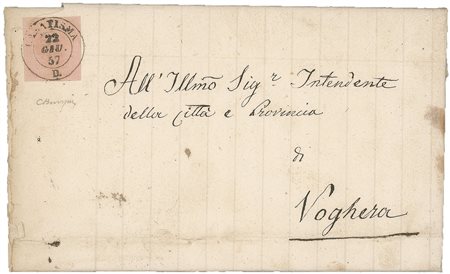 22
GIU.
57
D.
All' Illmo Sigr Intendente
della Città e Provincia
di
Voghera